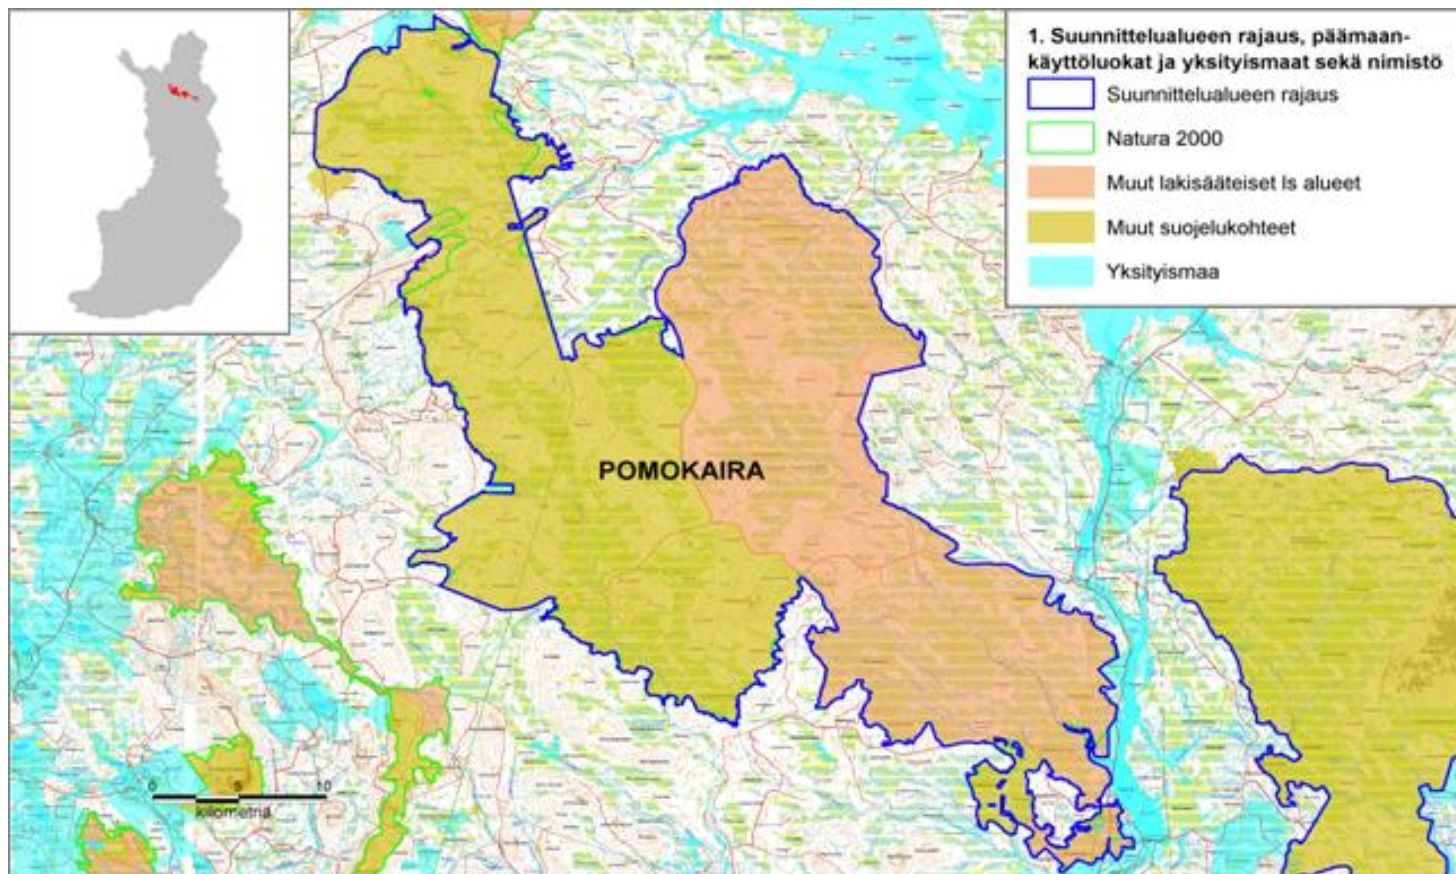 1. Suunnittelualueen rajaus, päämaan-
käyttöluokat ja yksityismaat sekä nimistö
Suunnittelualueen rajaus
Natura 2000
Muut lakisääteiset ls alueet
Muut suojelukohteet
Yksityismaa
POMOKAIRA
0 5 10
kilometriä